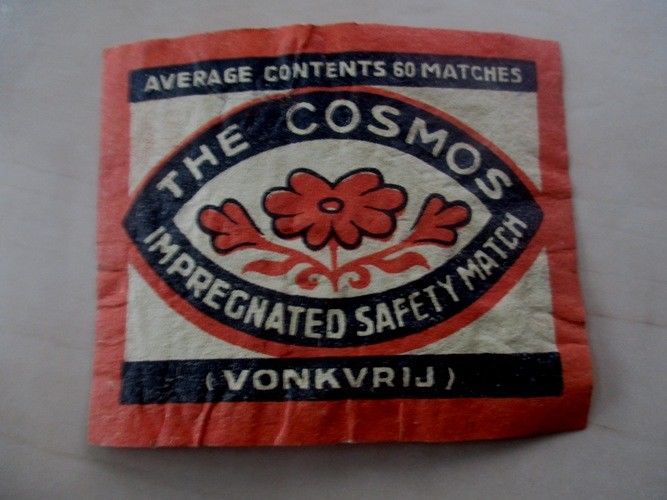 AVERAGE CONTENTS 60 MATCHES
THE COSMOS
IMPREGNATED SAFETY MATCH
(VONKVRIJ)